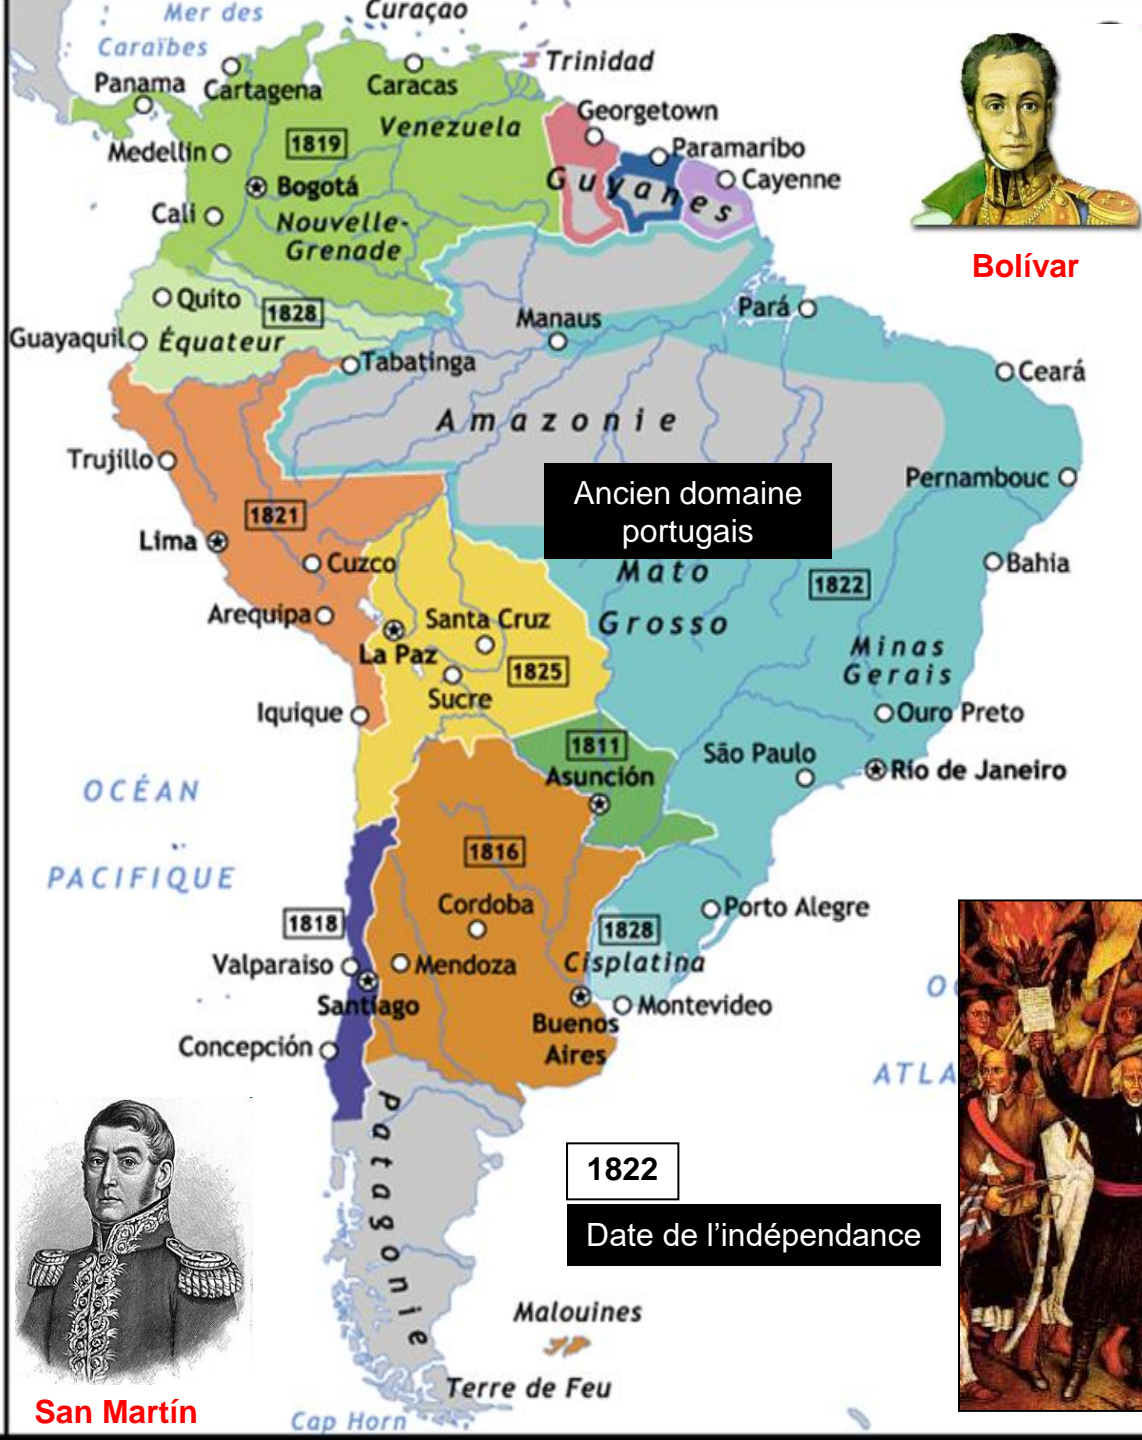 Mer des
Caraïbes
Curaçao
Trinidad
Panama
Cartagena
Caracas
Georgetown
Venezuela
1819
Medellin
Paramaribo
Bogotá
Guyanes
Cayenne
Cali
Nouvelle-
Grenade
Bolívar
Quito
1828
Pará
Manaus
Guayaquil
Équateur
Tabatinga
Ceará
Amazonie
Trujillo
Pernambouc
Ancien domaine
portugais
1821
Lima
Cuzco
Bahia
Mato
Grosso
1822
Arequipa
Santa Cruz
La Paz
1825
Sucre
Minas
Gerais
Iquique
Ouro Preto
1811
Asunción
São Paulo
Río de Janeiro
OCÉAN
PACIFIQUE
1816
Cordoba
Porto Alegre
1818
1828
Valparaiso
Mendoza
Cisplatina
Santiago
Buenos
Aires
Montevideo
Concepción
O
ATLA
Patagonie
1822
Date de l'indépendance
Malouines
Terre de Feu
San Martín
Cap Horn